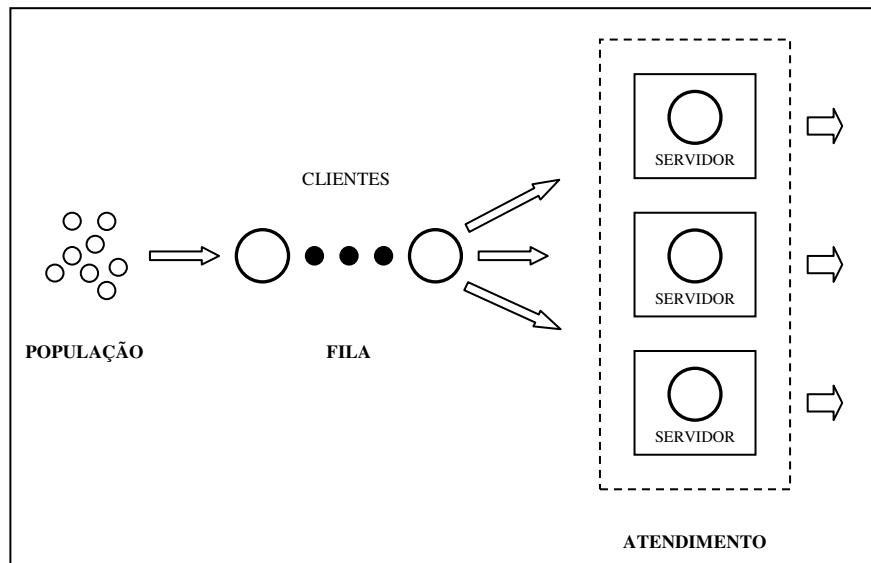 CLIENTES
POPULAÇÃO
FILA
SERVIDOR
SERVIDOR
SERVIDOR
ATENDIMENTO